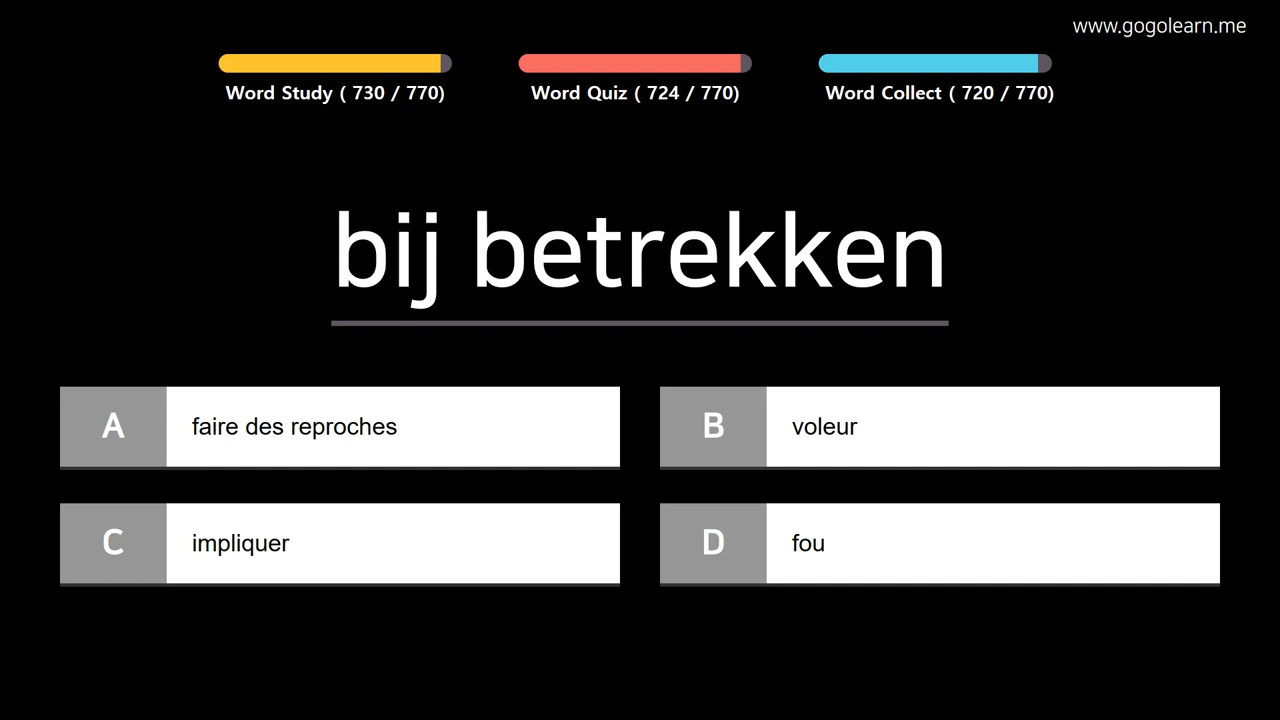 www.gogolearn.me
Word Study ( 730 / 770)
Word Quiz ( 724 / 770)
Word Collect ( 720 / 770)
bij betrekken
A faire des reproches
B voleur
C impliquer
D fou